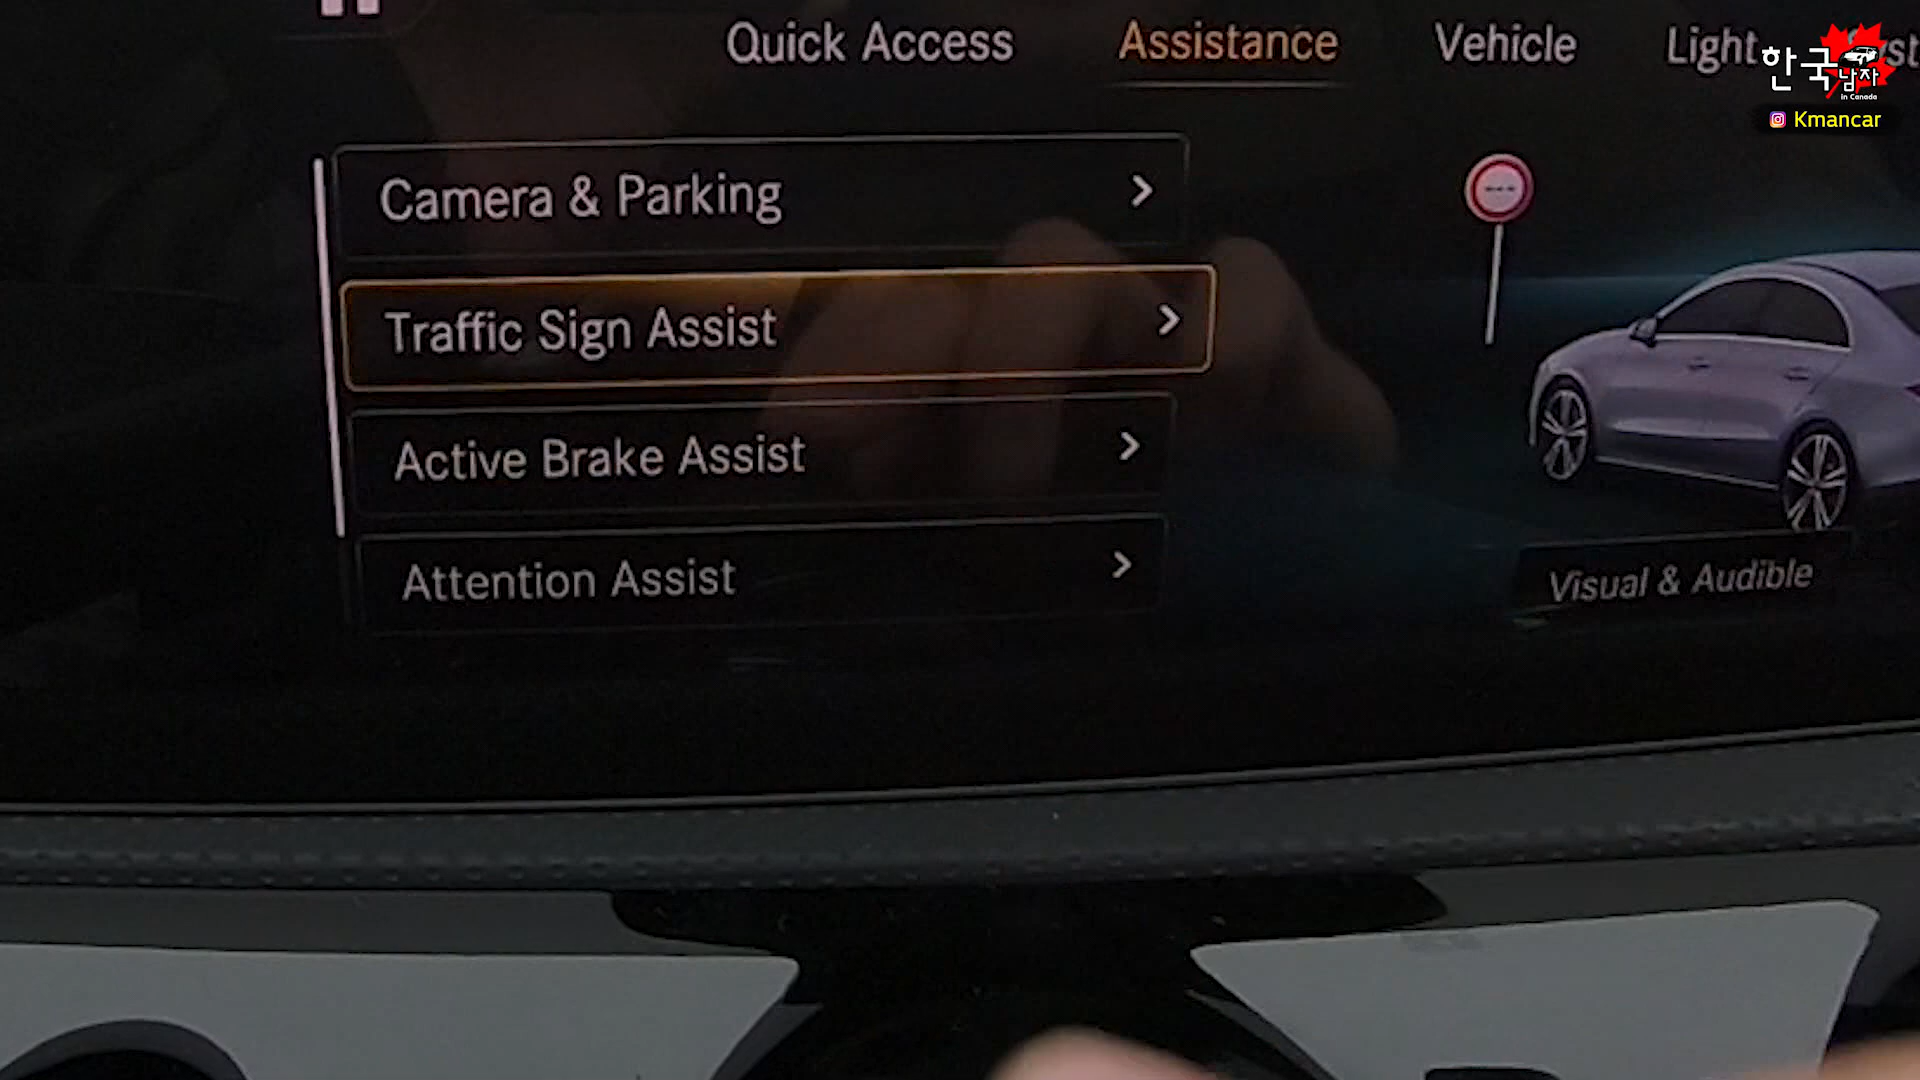 Quick Access
Assistance
Vehicle
Light
한국남자
in Canada
Kmancar
Camera & Parking
Traffic Sign Assist
Active Brake Assist
Attention Assist
Visual & Audible